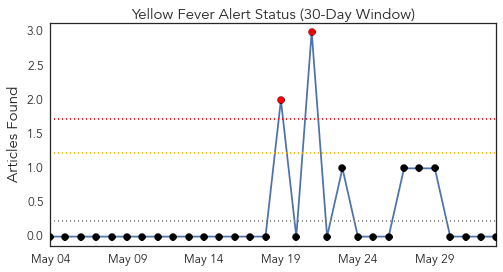 Yellow Fever Alert Status (30-Day Window)
Articles Found
3.0
2.5
2.0
1.5
1.0
0.5
0.0
May 04 May 09 May 14 May 19 May 24 May 29